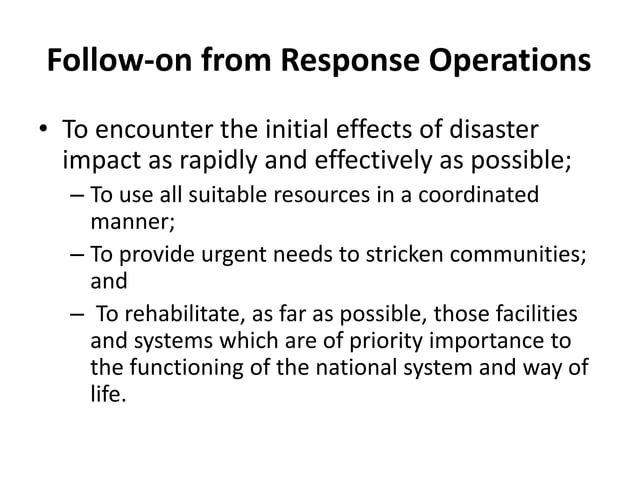 Follow-on from Response Operations
• To encounter the initial effects of disaster
impact as rapidly and effectively as possible;
– To use all suitable resources in a coordinated
manner;
– To provide urgent needs to stricken communities;
and
– To rehabilitate, as far as possible, those facilities
and systems which are of priority importance to
the functioning of the national system and way of
life.